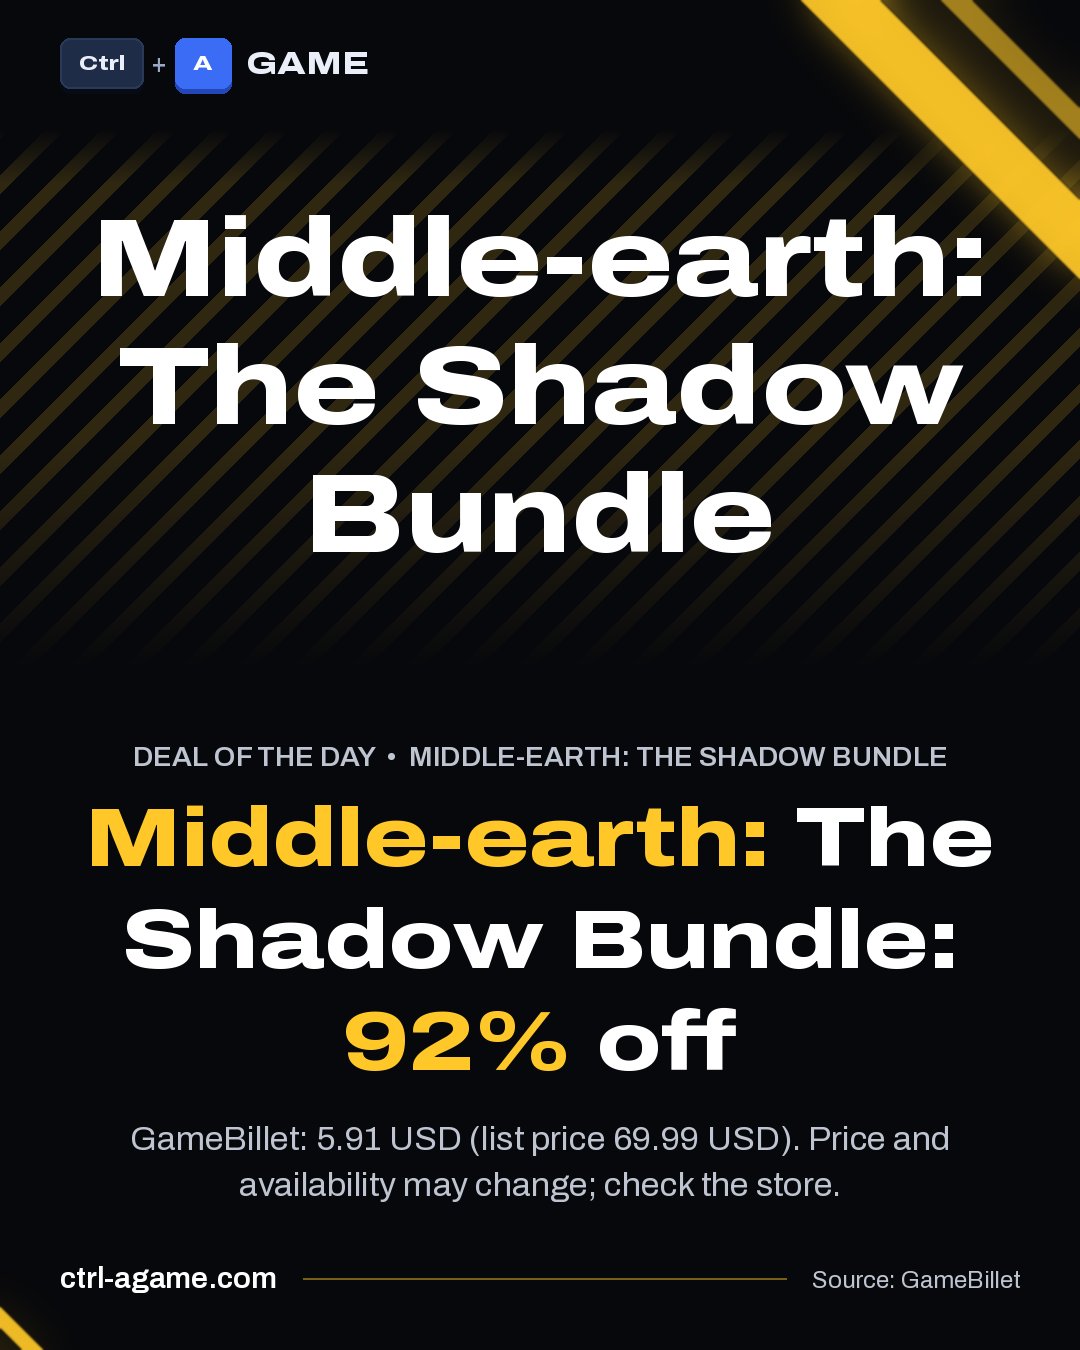 Ctrl + A GAME
Middle-earth:
The Shadow
Bundle
DEAL OF THE DAY • MIDDLE-EARTH: THE SHADOW BUNDLE
Middle-earth: The
Shadow Bundle:
92% off
GameBillet: 5.91 USD (list price 69.99 USD). Price and
availability may change; check the store.
ctrl-agame.com
Source: GameBillet